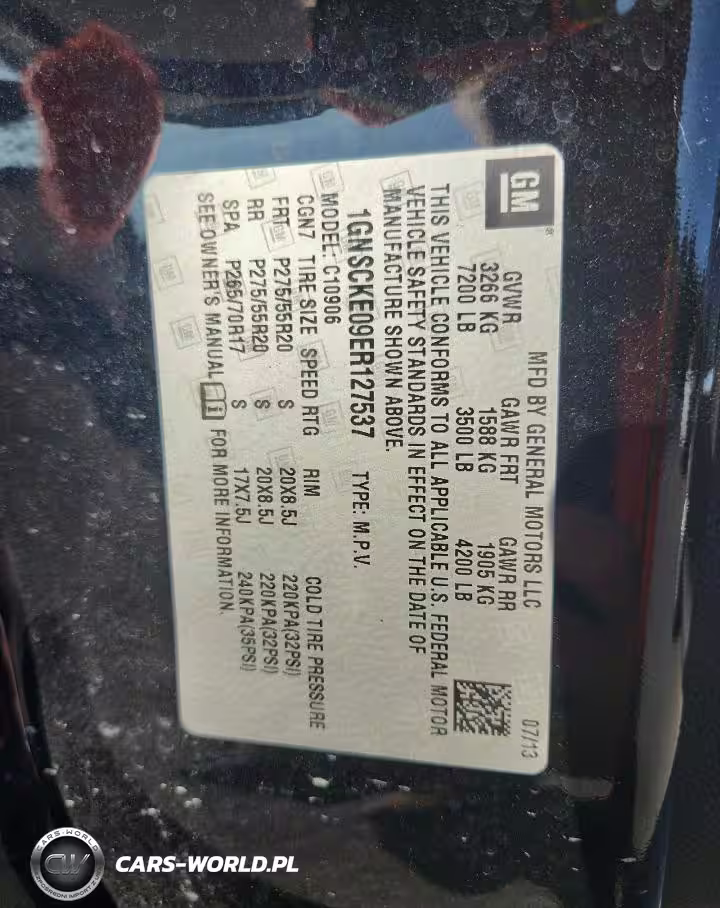 GM®
MFD BY GENERAL MOTORS LLC 07/13
GVWR GAWR FRT GAWR RR
3266 KG 1588 KG 1905 KG
7200 LB 3500 LB 4200 LB
THIS VEHICLE CONFORMS TO ALL APPLICABLE U.S. FEDERAL MOTOR
VEHICLE SAFETY STANDARDS IN EFFECT ON THE DATE OF
MANUFACTURE SHOWN ABOVE.
1GNSCKE09ER127537 TYPE: M.P.V.
MODEL: C10906
CGN7 TIRE SIZE SPEED RTG RIM COLD TIRE PRESSURE
FRT P275/55R20 S 20X8.5J 220KPA(32PSI)
RR P275/55R20 S 20X8.5J 220KPA(32PSI)
SPA P265/70R17 S 17X7.5J 240KPA(35PSI)
SEE OWNER'S MANUAL FOR MORE INFORMATION.
CARS-WORLD
CW
CARS-WORLD.PL